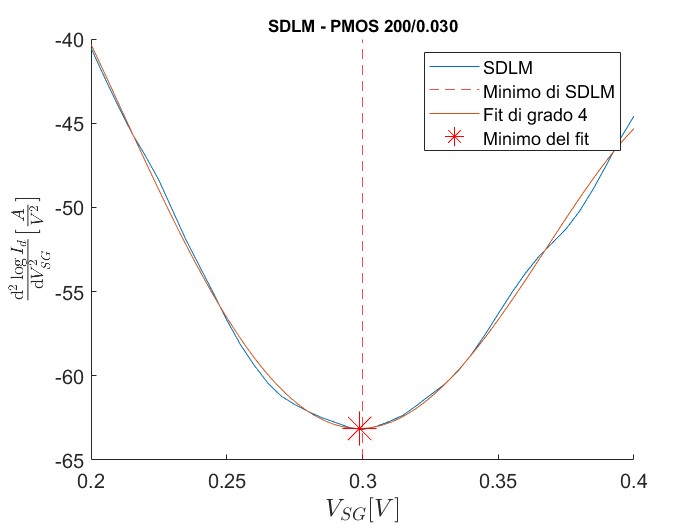 SDLM - PMOS 200/0.030
-40
-45
-50
-55
-60
-65
0.2
0.25
0.3
0.35
0.4
SDLM
Minimo di SDLM
Fit di grado 4
Minimo del fit
d² log I_d / dV²_SG [A/V²]
V_SG[V]